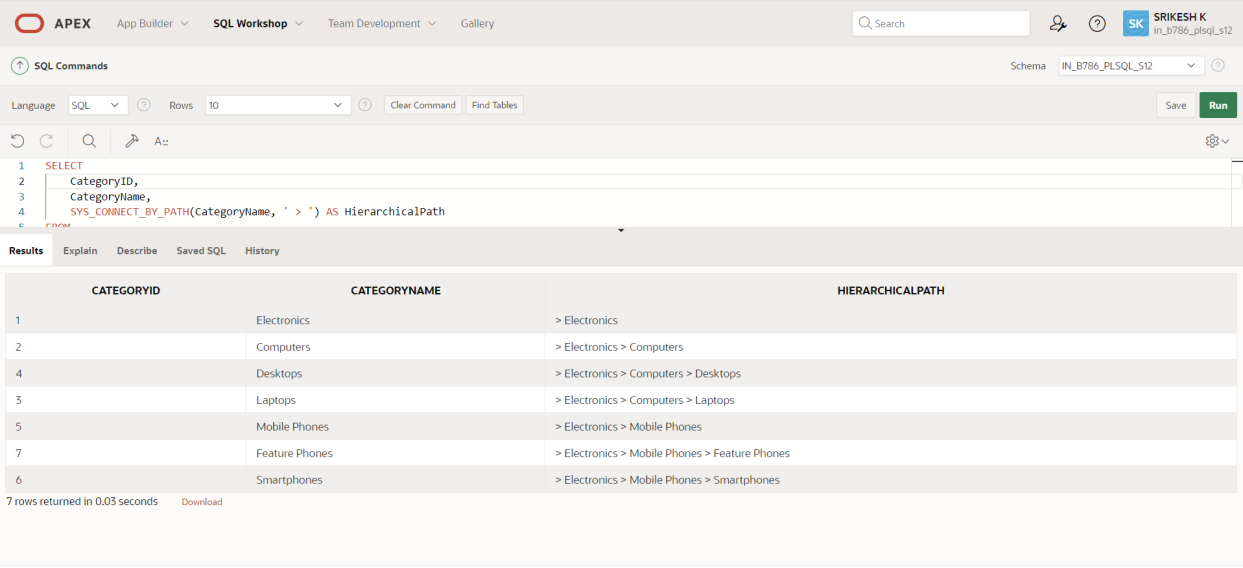 APEX App Builder SQL Workshop Team Development Gallery Search SK SRIKESH K
in_b786_plsql_s12
SQL Commands Schema IN_B786_PLSQL_S12
Language SQL Rows 10 Clear Command Find Tables Save Run
A
1 SELECT
2 CategoryID,
3 CategoryName,
4 SYS_CONNECT_BY_PATH(CategoryName, ' > ') AS HierarchicalPath
5 FROM
Results Explain Describe Saved SQL History
CATEGORYID CATEGORYNAME HIERARCHICALPATH
1 Electronics > Electronics
2 Computers > Electronics > Computers
4 Desktops > Electronics > Computers > Desktops
3 Laptops > Electronics > Computers > Laptops
5 Mobile Phones > Electronics > Mobile Phones
7 Feature Phones > Electronics > Mobile Phones > Feature Phones
6 Smartphones > Electronics > Mobile Phones > Smartphones
7 rows returned in 0.03 seconds Download